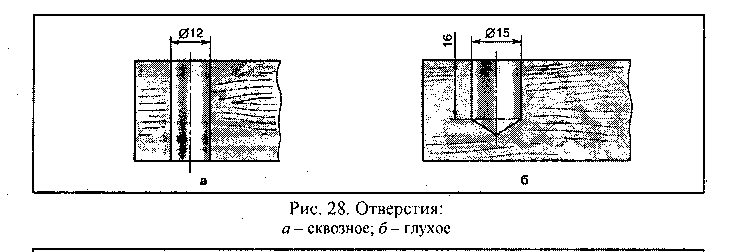 Ø12
16
Ø15
а
б
Рис. 28. Отверстия:
а – сквозное; б – глухое